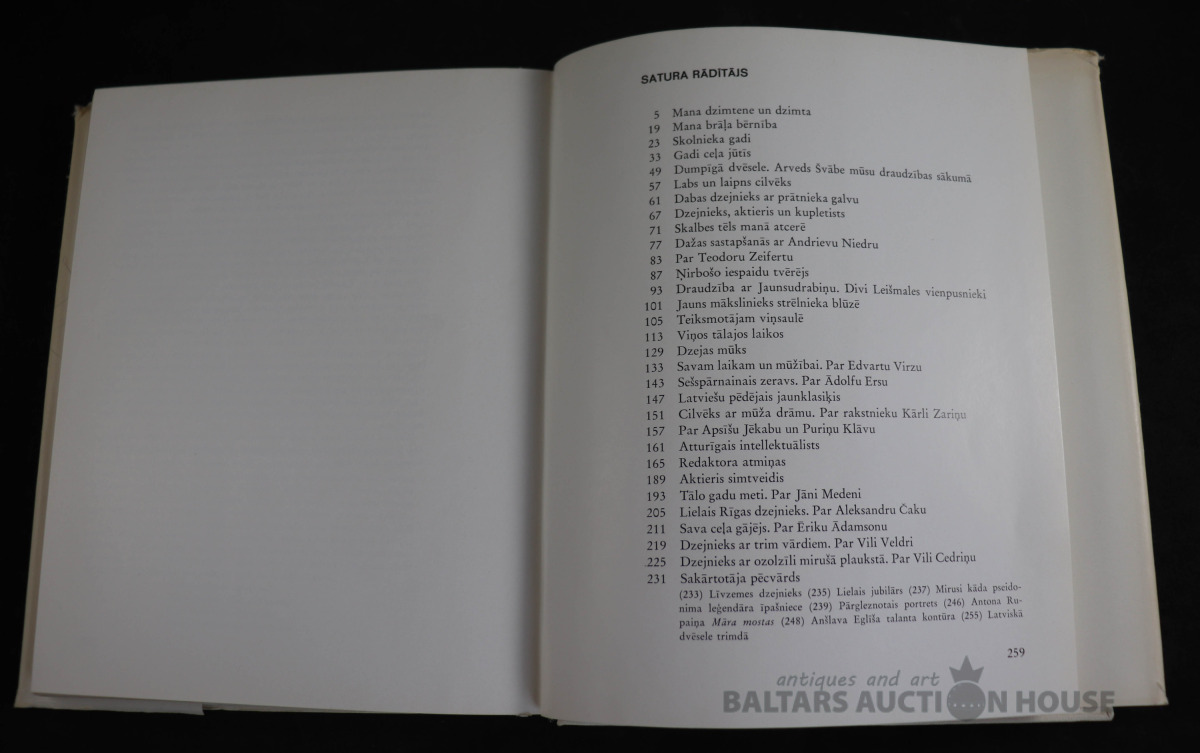 SATURA RĀDĪTĀJS
5 Mana dzimtene un dzimta
19 Mana brāļa bērnība
23 Skolnieka gadi
33 Gadi ceļa jūtīs
49 Dumpīgā dvēsele. Arveds Švābe mūsu draudzības sākumā
57 Labs un laipns cilvēks
61 Dabas dzejnieks ar prātnieka galvu
67 Dzejnieks, aktieris un kupletists
71 Skalbes tēls manā atcerē
77 Dažas sastapšanās ar Andrievu Niedru
83 Par Teodoru Zeifertu
87 Ņirbošo iespaidu tvērējs
93 Draudzība ar Jaunsudrabiņu. Divi Leišmales vienpusnieki
101 Jauns mākslinieks strēlnieka blūzē
105 Teiksmotājam viņsaulē
113 Viņos tālajos laikos
129 Dzejas mūks
133 Savam laikam un mūžībai. Par Edvartu Virzu
143 Sešspārnainais zeravs. Par Ādolfu Ersu
147 Latviešu pēdējais jaunklasiķis
151 Cilvēks ar mūža drāmu. Par rakstnieku Kārli Zariņu
157 Par Apsīšu Jēkabu un Puriņu Klāvu
161 Atturīgais intellektuālists
165 Redaktora atmiņas
189 Aktieris simtveidis
193 Tālo gadu meti. Par Jāni Medeni
205 Lielais Rīgas dzejnieks. Par Aleksandru Čaku
211 Sava ceļa gājējs. Par Ēriku Ādamsonu
219 Dzejnieks ar trim vārdiem. Par Vili Veldri
225 Dzejnieks ar ozolzīli mirušā plaukstā. Par Vili Cedriņu
231 Sakārtotāja pēcvārds
(233) Līvzemes dzejnieks (235) Lielais jubilārs (237) Mirusi kāda pseido-
nima leģendāra īpašniece (239) Pārgleznotais portrets (246) Antona Ru-
paiņa Māra mostas (248) Anšlava Eglīša talanta kontūra (255) Latviskā
dvēsele trimdā
259
antiques and art
BALTARS AUCTION HOUSE